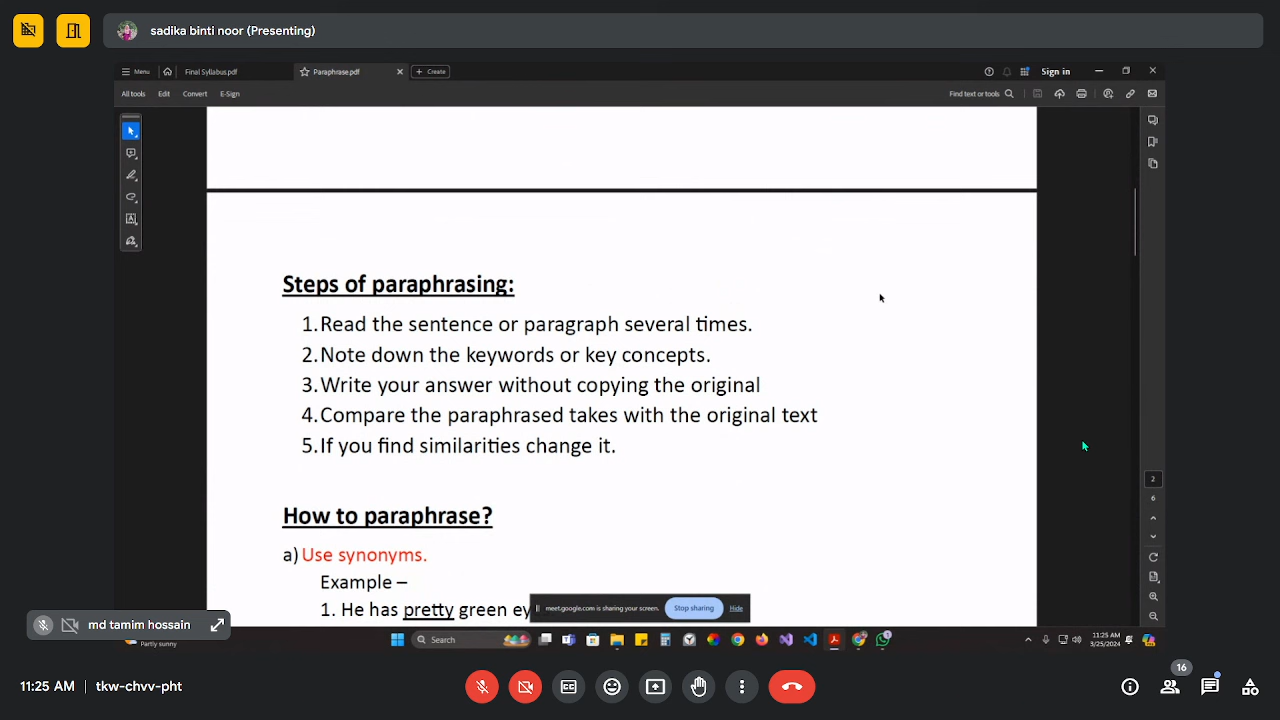 sadika binti noor (Presenting)
Menu
Final Syllabus.pdf
Paraphrase.pdf
Create
Sign in
All tools
Edit
Convert
E-Sign
Find text or tools
Steps of paraphrasing:
1.Read the sentence or paragraph several times.
2.Note down the keywords or key concepts.
3.Write your answer without copying the original
4.Compare the paraphrased takes with the original text
5.If you find similarities change it.
2
6
How to paraphrase?
a) Use synonyms.
Example –
1. He has pretty green ey
meet.google.com is sharing your screen.
Stop sharing
Hide
md tamim hossain
Partly sunny
Search
1
11:25 AM
3/25/2024
11:25 AM
tkw-chvv-pht
16